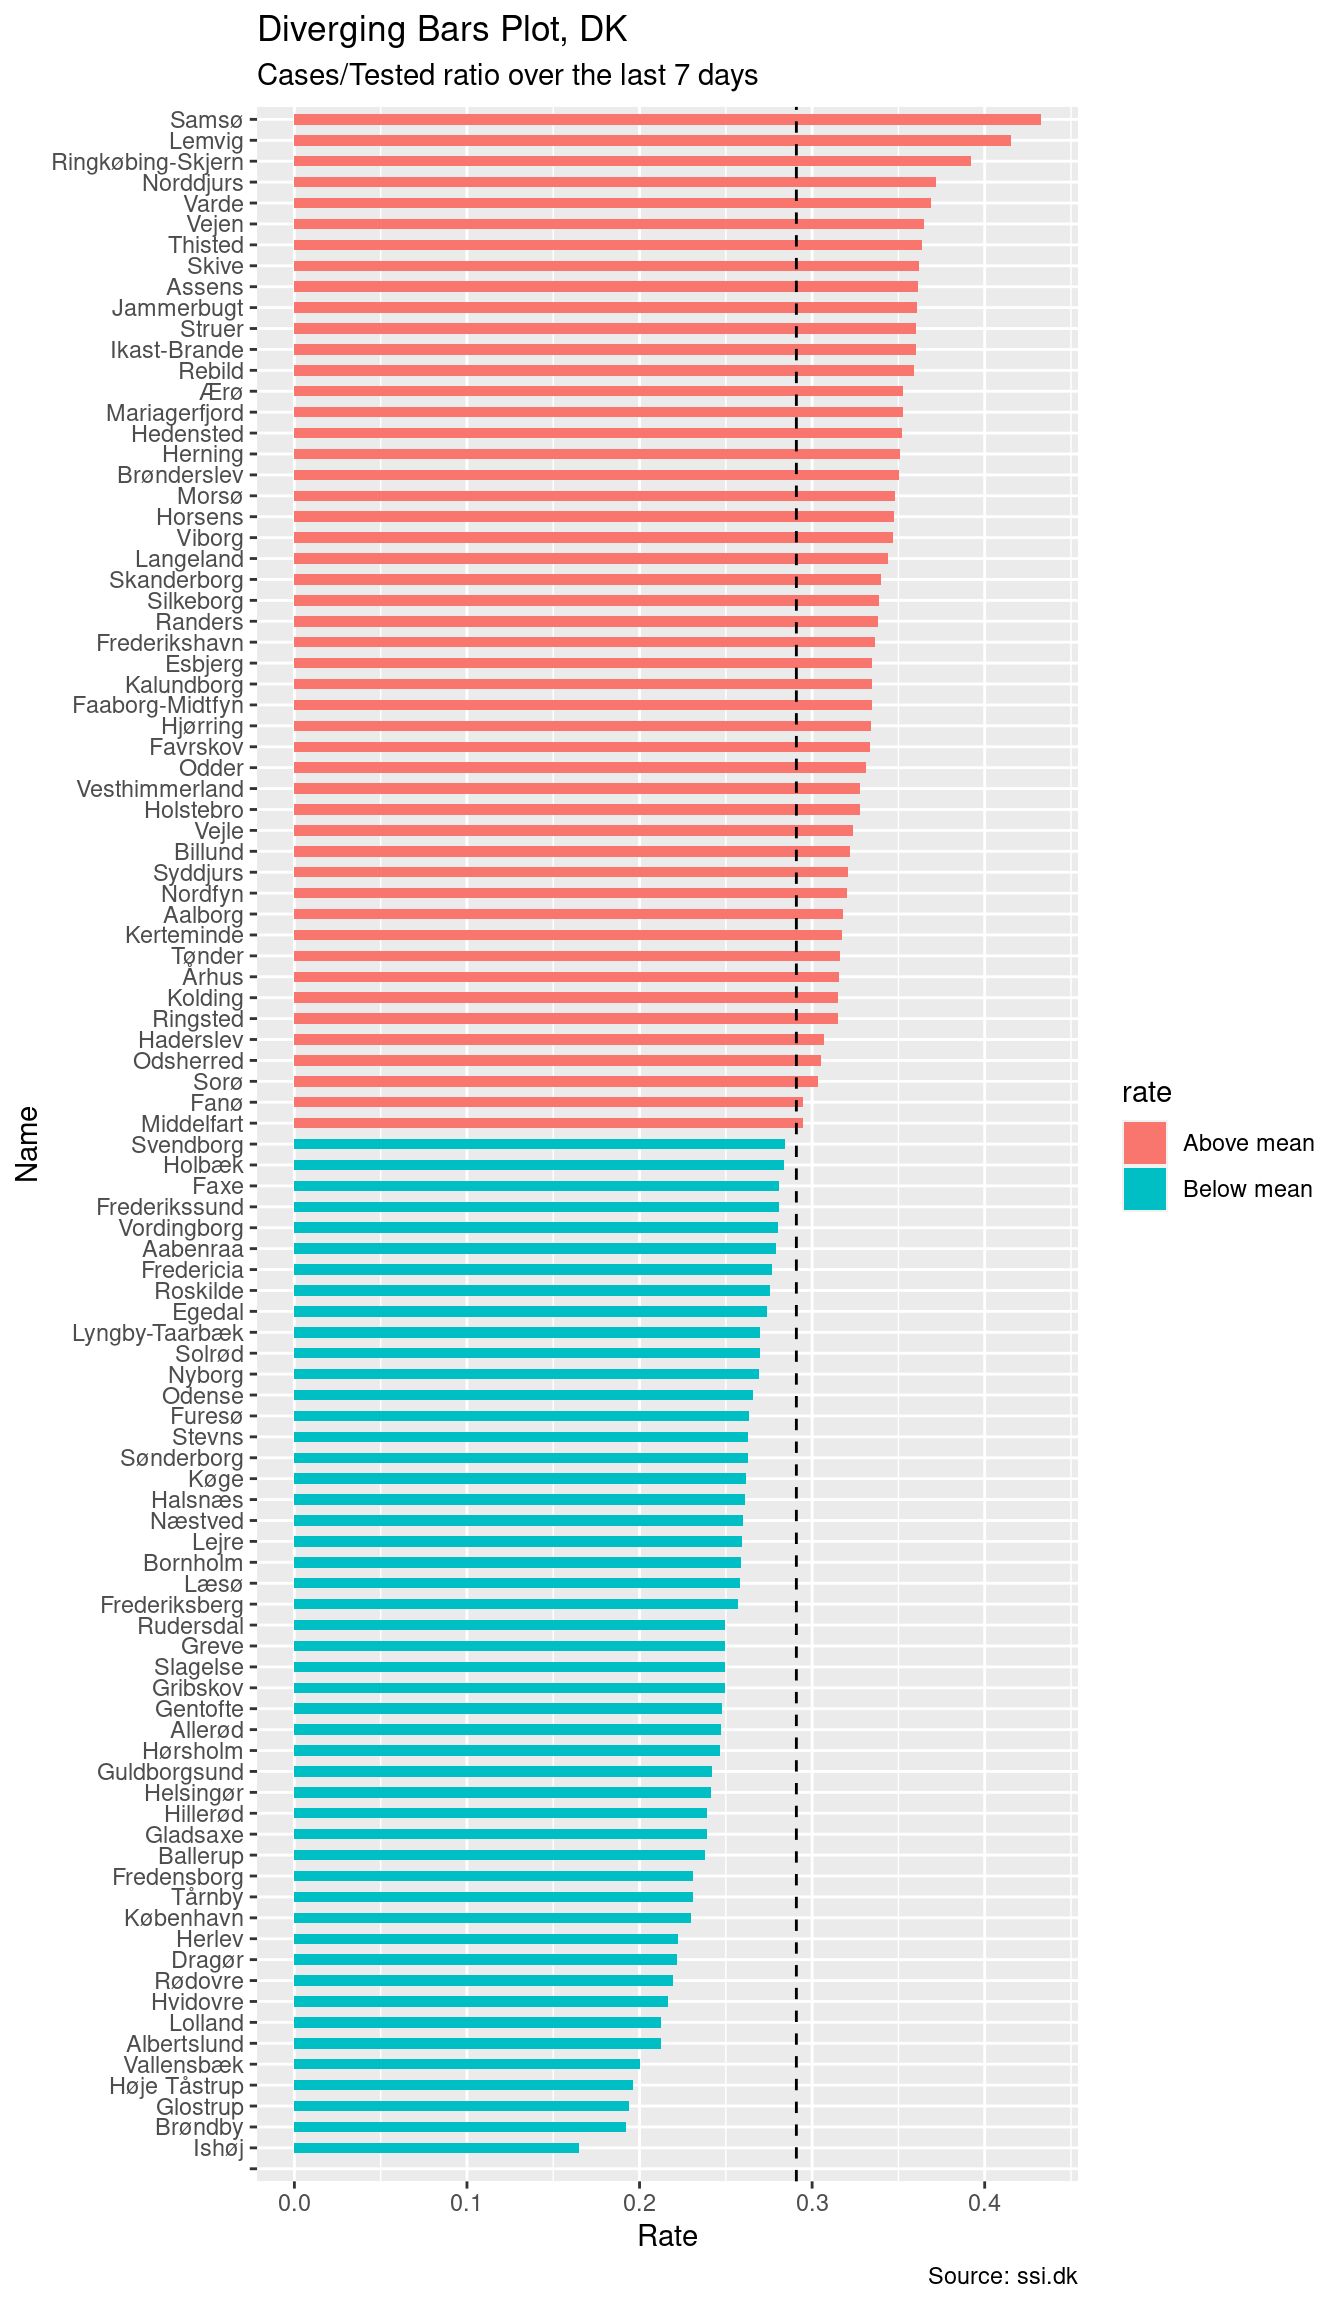 Diverging Bars Plot, DK
Cases/Tested ratio over the last 7 days
Samsø
Lemvig
Ringkøbing-Skjern
Norddjurs
Varde
Vejen
Thisted
Skive
Assens
Jammerbugt
Struer
Ikast-Brande
Rebild
Ærø
Mariagerfjord
Hedensted
Herning
Brønderslev
Morsø
Horsens
Viborg
Langeland
Skanderborg
Silkeborg
Randers
Frederikshavn
Esbjerg
Kalundborg
Faaborg-Midtfyn
Hjørring
Favrskov
Odder
Vesthimmerland
Holstebro
Vejle
Billund
Syddjurs
Nordfyn
Aalborg
Kerteminde
Tønder
Århus
Kolding
Ringsted
Haderslev
Odsherred
Sorø
Fanø
Middelfart
Svendborg
Holbæk
Faxe
Frederikssund
Vordingborg
Aabenraa
Fredericia
Roskilde
Egedal
Lyngby-Taarbæk
Solrød
Nyborg
Odense
Furesø
Stevns
Sønderborg
Køge
Halsnæs
Næstved
Lejre
Bornholm
Læsø
Frederiksberg
Rudersdal
Greve
Slagelse
Gribskov
Gentofte
Allerød
Hørsholm
Guldborgsund
Helsingør
Hillerød
Gladsaxe
Ballerup
Fredensborg
Tårnby
København
Herlev
Dragør
Rødovre
Hvidovre
Lolland
Albertslund
Vallensbæk
Høje Tåstrup
Glostrup
Brøndby
Ishøj
Name
0.0 0.1 0.2 0.3 0.4
Rate
rate
Above mean
Below mean
Source: ssi.dk